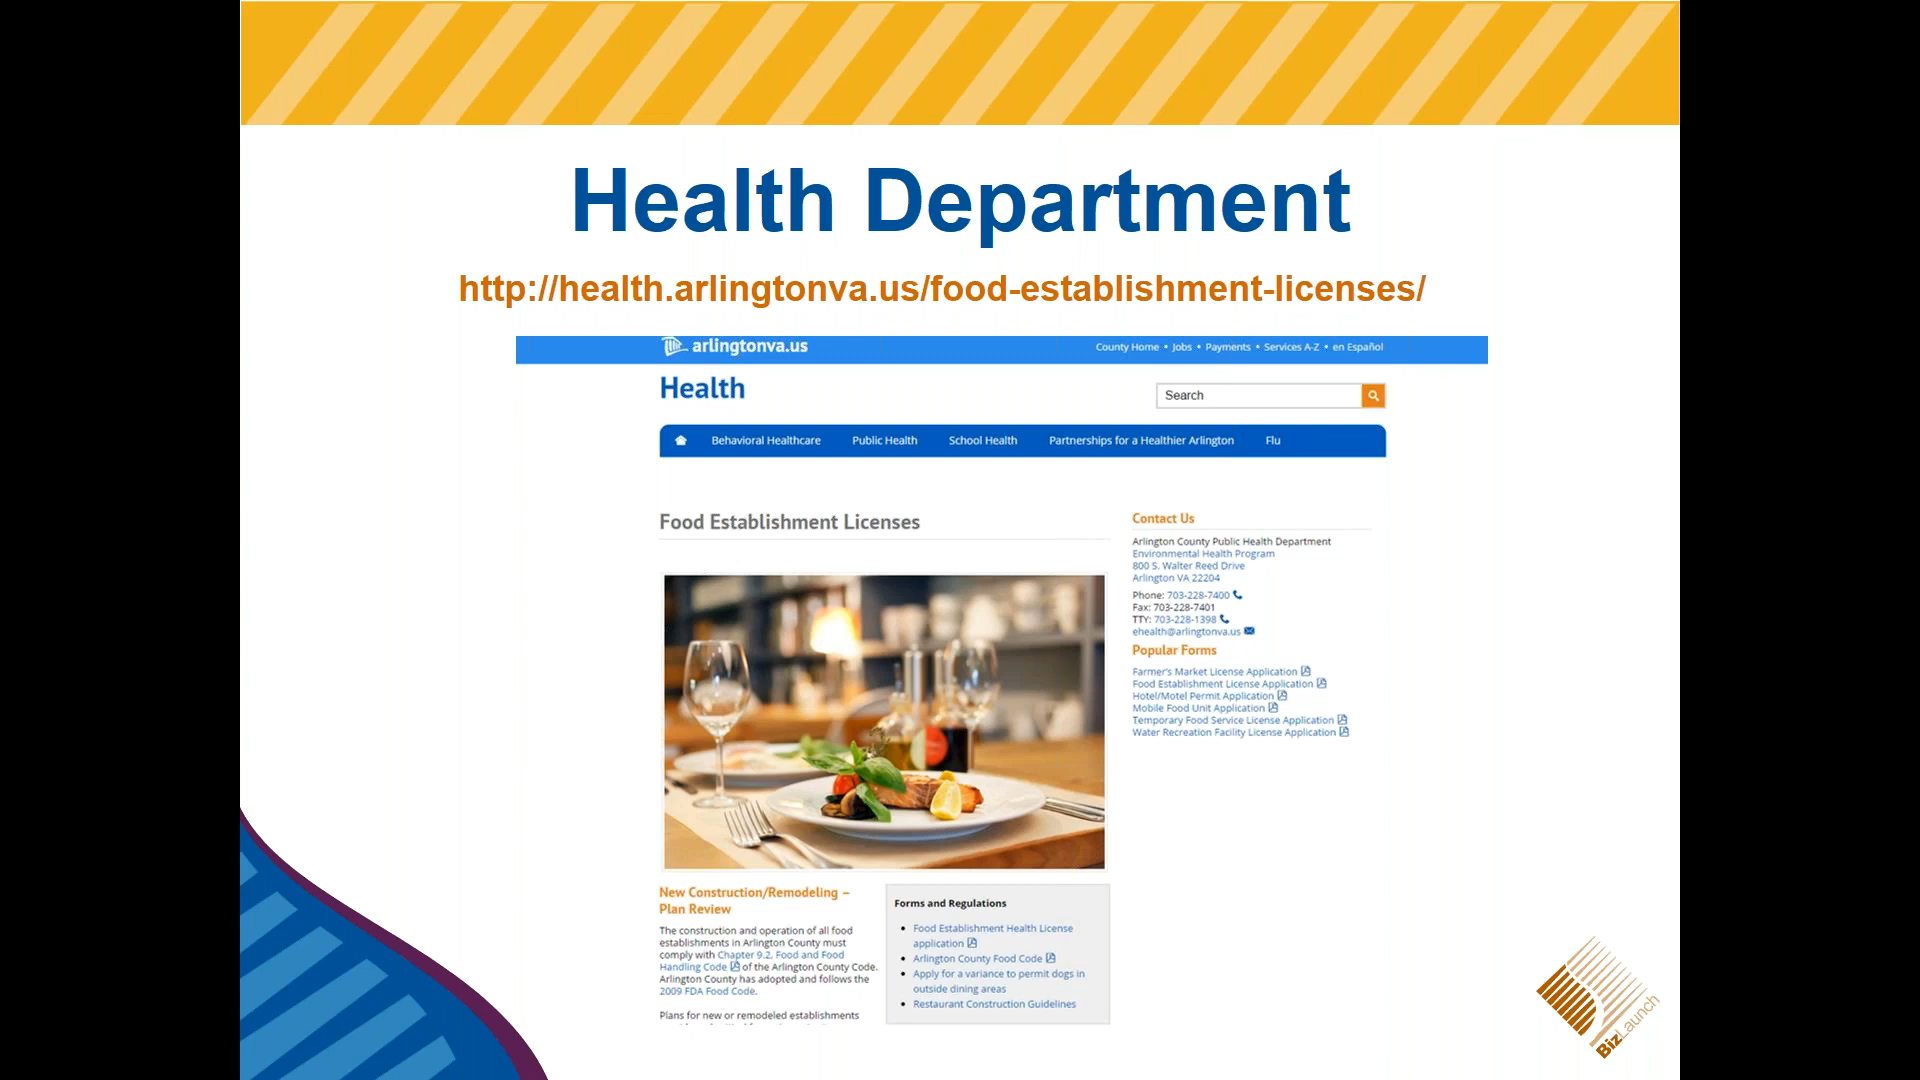 Health Department
http://health.arlingtonva.us/food-establishment-licenses/
arlingtonva.us
County Home • Jobs • Payments • Services A-Z • en Español
Health
Search
Behavioral Healthcare Public Health School Health Partnerships for a Healthier Arlington Flu
Food Establishment Licenses
New Construction/Remodeling –
Plan Review
The construction and operation of all food
establishments in Arlington County must
comply with Chapter 9.2, Food and Food
Handling Code of the Arlington County Code.
Arlington County has adopted and follows the
2009 FDA Food Code.
Plans for new or remodeled establishments
Forms and Regulations
• Food Establishment Health License
application
• Arlington County Food Code
• Apply for a variance to permit dogs in
outside dining areas
• Restaurant Construction Guidelines
Contact Us
Arlington County Public Health Department
Environmental Health Program
800 S. Walter Reed Drive
Arlington VA 22204
Phone: 703-228-7400
Fax: 703-228-7401
TTY: 703-228-1398
ehealth@arlingtonva.us
Popular Forms
Farmer's Market License Application
Food Establishment License Application
Hotel/Motel Permit Application
Mobile Food Unit Application
Temporary Food Service License Application
Water Recreation Facility License Application
BizLaunch